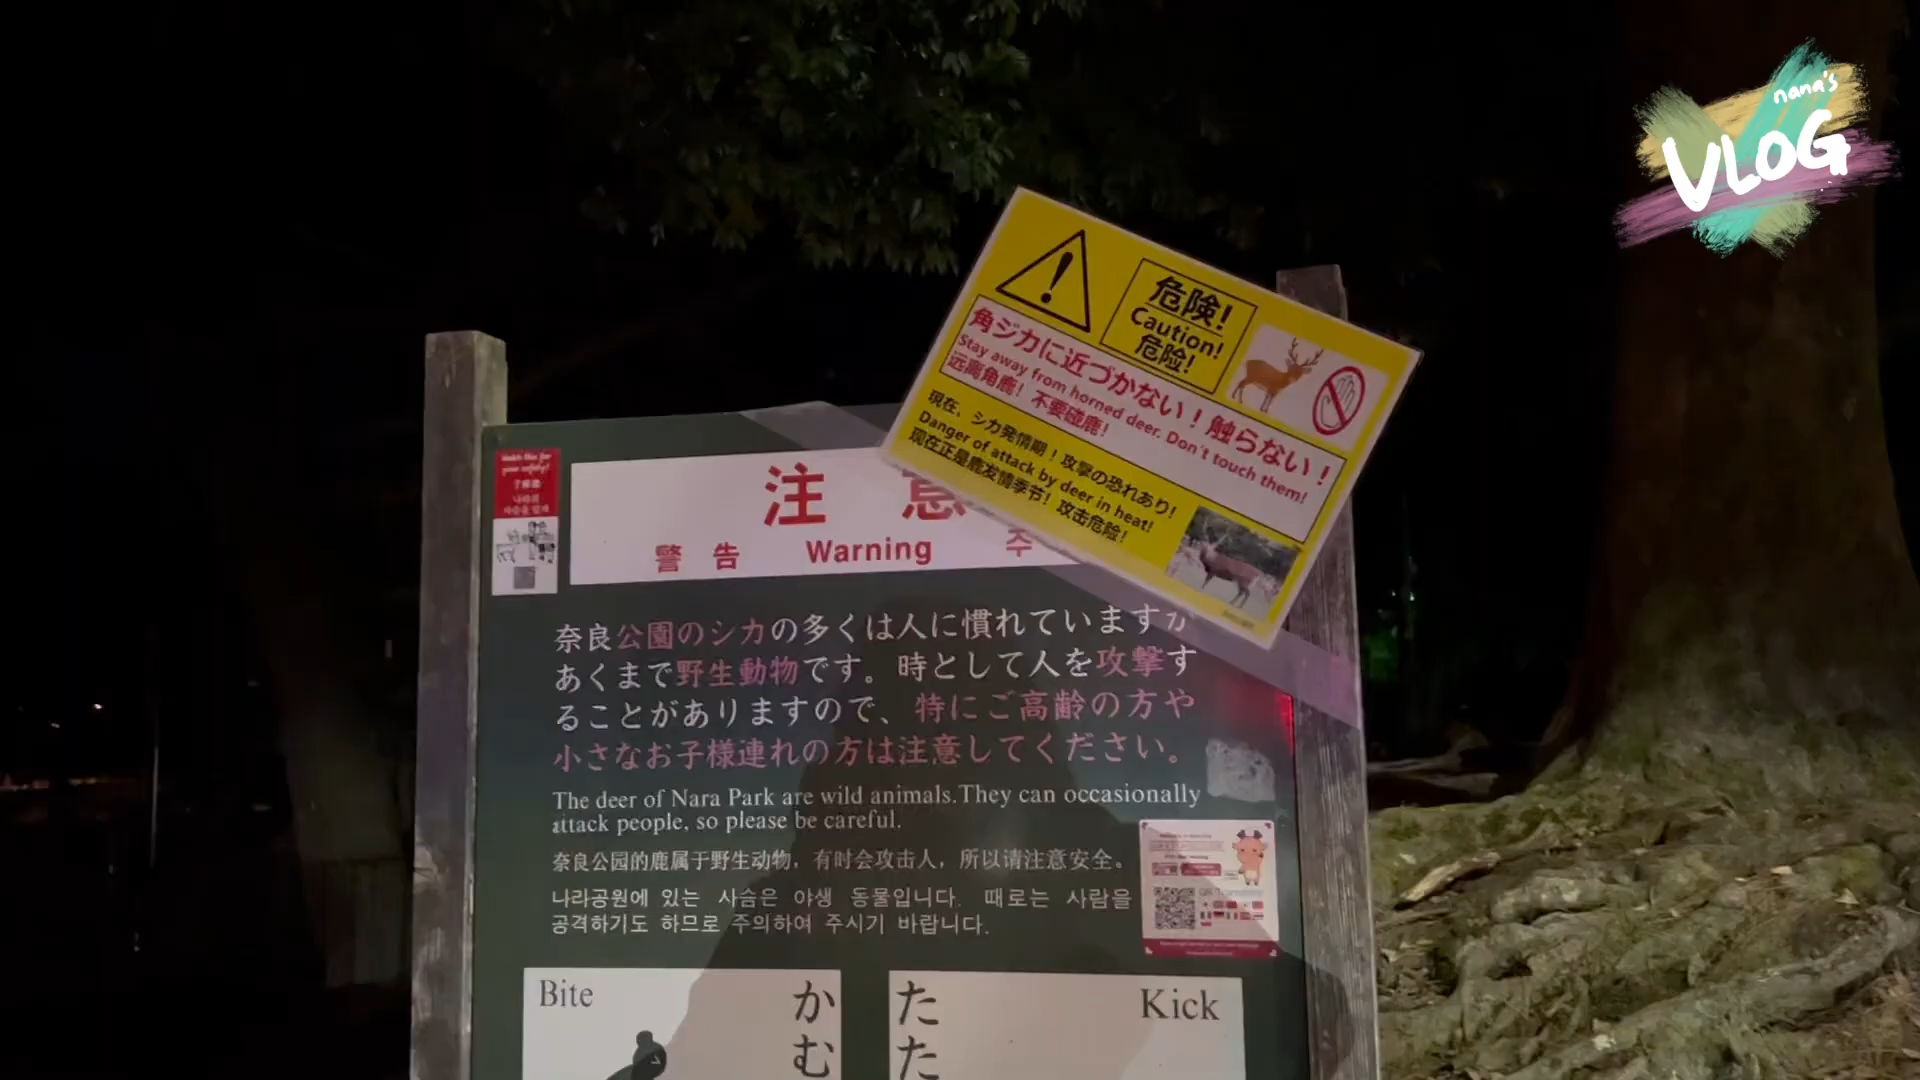 nana's
VLOG
危険!
Caution!
危险!
角ジカに近づかない！触らない！
Stay away from horned deer. Don't touch them!
远离角鹿！不要碰鹿!
現在、シカ発情期！攻撃の恐れあり!
Danger of attack by deer in heat!
现在正是鹿发情季节！攻击危险!
注意
警告 Warning 주
奈良公園のシカの多くは人に慣れていますが
あくまで野生動物です。時として人を攻撃す
ることがありますので、特にご高齢の方や
小さなお子様連れの方は注意してください。
The deer of Nara Park are wild animals.They can occasionally
attack people, so please be careful.
奈良公园的鹿属于野生动物，有时会攻击人，所以请注意安全。
나라공원에 있는 사슴은 야생 동물입니다. 때로는 사람을
공격하기도 하므로 주의하여 주시기 바랍니다.
Bite かむ
たた Kick